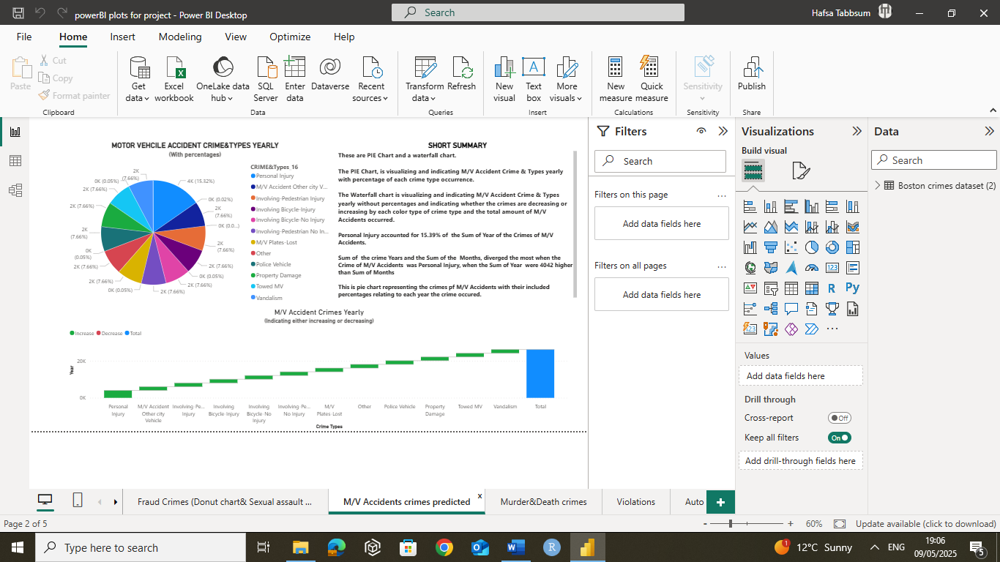 powerBI plots for project - Power BI Desktop
Search
Hafsa Tabbsum
File Home Insert Modeling View Optimize Help
Paste
Cut
Copy
Format painter
Clipboard
Get data
Excel workbook
OneLake data hub
SQL Server
Enter data
Dataverse
Recent sources
Data
Transform data
Refresh
Queries
New visual
Text box
More visuals
Insert
New measure
Quick measure
Calculations
Sensitivity
Sensitivity
Publish
Share
MOTOR VEHCILE ACCIDENT CRIME&TYPES YEARLY
(With percentages)
2K
(7.66%)
0K (0.05%)
2K (7.66%)
2K (7.66%)
2K
(7.66%)
0K
(0.05%)
2K (7.66%)
2K (7.66%)
0K (0.05%)
2K (7.66%)
4K (15.32%)
0K (0.02%)
2K
(7.66%)
0K (0.0...)
2K
(7.66%)
2K (7.66%)
0K (0.05%)
2K (7.66%)
CRIME&TYPES 16
Personal Injury
M/V Accident Other city V...
Involving-Pedestrian Injury
Involving Bicycle-Injury
Involving Bicycle-No Injury
Involving-Pedestrian No In...
M/V Plates-Lost
Other
Police Vehicle
Property Damage
Towed MV
Vandalism
SHORT SUMMARY
These are PIE Chart and a waterfall chart.
The PIE Chart, is visualizing and indicating M/V Accident Crime & Types yearly
with percentage of each crime type occurrence.
The Waterfall chart is visualizing and indicating M/V Accident Crime & Types
yearly without percentages and indicating whether the crimes are decreasing or
increasing by each color type of crime type and the total amount of M/V
Accidents occurred.
Personal Injury accounted for 15.39% of the Sum of Year of the Crimes of M/V
Accidents.
Sum of the crime Years and the Sum of the Months, diverged the most when the
Crime of M/V Accidents was Personal Injury, when the Sum of Year were 4042 higher
than Sum of Months
This is pie chart representing the crimes pf M/V Accidents with their included
percentages relating to each year the crime occured.
M/V Accident Crimes Yearly
(Indicating either increasing or decreasing)
Increase Decrease Total
Year
20K
0K
Personal Injury
M/V Accident Other city Vehicle
Involving-Pe... Injury
Involving Bicycle-Injury
Involving Bicycle-No Injury
Involving-Pe... No Injury
M/V Plates-Lost
Other
Police Vehicle
Property Damage
Towed MV
Vandalism
Total
Crime Types
Filters
Search
Filters on this page ...
Add data fields here
Filters on all pages ...
Add data fields here
Visualizations
Build visual
123
R
Py
123
...
Values
Add data fields here
Drill through
Cross-report Off
Keep all filters On
Add drill-through fields here
Data
Search
Boston crimes dataset (2)
Fraud Crimes (Donut chart& Sexual assault ...
M/V Accidents crimes predicted x
Murder&Death crimes
Violations
Auto
+
Page 2 of 5
- + 60%
Update available (click to download)
Type here to search
12°C Sunny
ENG
19:06
09/05/2025
5